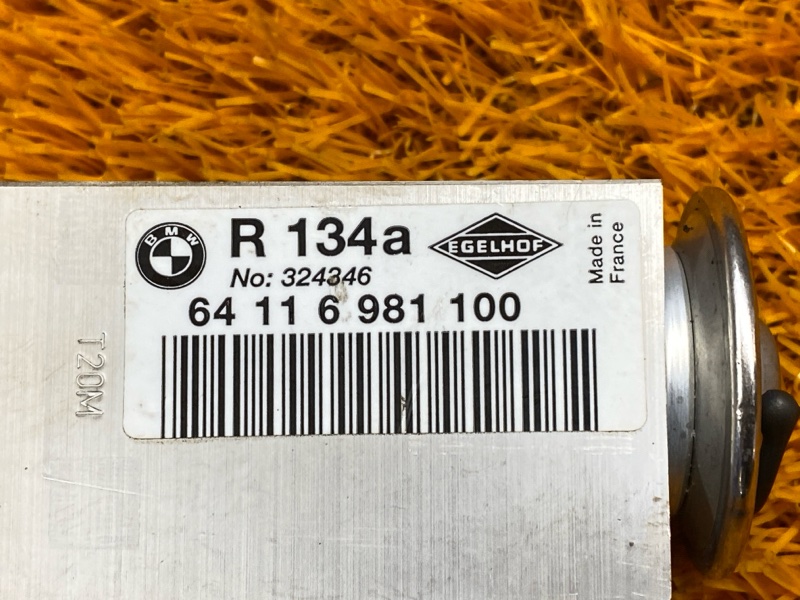 BMW
R 134a
EGELHOF
No: 324346
64 11 6 981 100
Made in
France
T20M